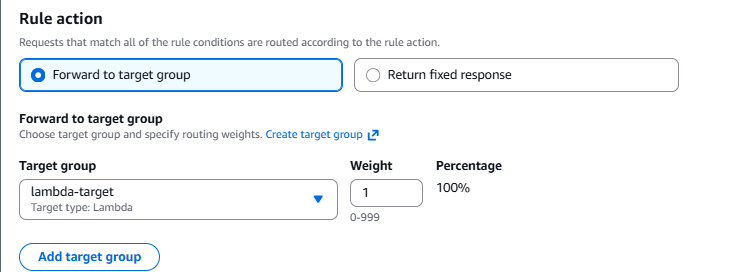 Rule action
Requests that match all of the rule conditions are routed according to the rule action.
Forward to target group
Return fixed response
Forward to target group
Choose target group and specify routing weights. Create target group
Target group
Weight
Percentage
lambda-target
Target type: Lambda
1
100%
0-999
Add target group